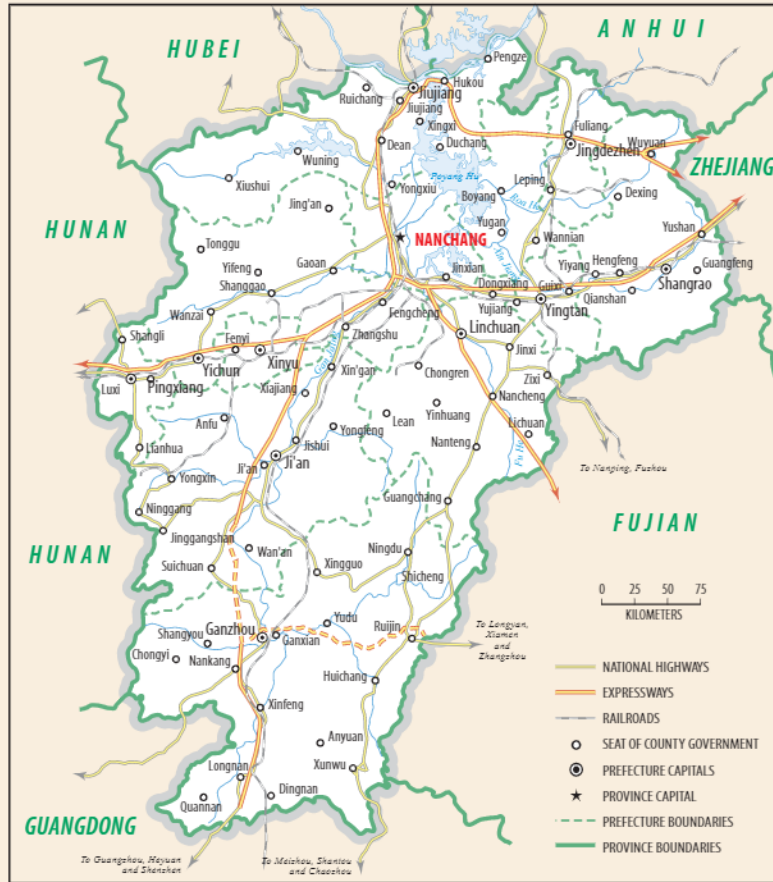 HUBEI
ANHUI
Pengze
Hukou
Jiujiang
Ruichang
Jiujiang
Xingxi
Fuliang
Dean
Duchang
Jingdezhen
Wuyuan
Wuning
ZHEJIANG
Poyang Hu
Xiushui
Yongxiu
Boyang
Leping
Dexing
HUNAN
Jing'an
Yugan
Yushan
Tonggu
NANCHANG
Wannian
Xin Jiang
Yifeng
Gaoan
Jinxian
Yiyang
Hengfeng
Guangfeng
Shanggao
Dongxiang
Guixi
Shangrao
Qianshan
Wanzai
Fengcheng
Yujiang
Yingtan
Shangli
Zhangshu
Linchuan
Fenyi
Jinxi
Yichun
Xinyu
Gan Jiang
Xin'gan
Chongren
Zixi
Luxi
Pingxiang
Xiajiang
Nancheng
Yinhuang
Anfu
Lean
Lichuan
Yongfeng
Fu He
Lianhua
Jishui
Nanteng
Ji'an
Ji'an
To Nanping, Fuzhou
Yongxin
Guangchang
Ninggang
FUJIAN
Jinggangshan
HUNAN
Wan'an
Ningdu
Suichuan
Xingguo
Shicheng
0 25 50 75
KILOMETERS
Yudu
Ganzhou
Ruijin
To Longyan,
Xiamen
and
Zhangzhou
Shangyou
Ganxian
Chongyi
Nankang
Huichang
NATIONAL HIGHWAYS
EXPRESSWAYS
Xinfeng
RAILROADS
Anyuan
SEAT OF COUNTY GOVERNMENT
Longnan
Xunwu
PREFECTURE CAPITALS
Dingnan
Quannan
PROVINCE CAPITAL
GUANGDONG
PREFECTURE BOUNDARIES
PROVINCE BOUNDARIES
To Guangzhou, Heyuan
and Shenzhen
To Meizhou, Shantou
and Chaozhou